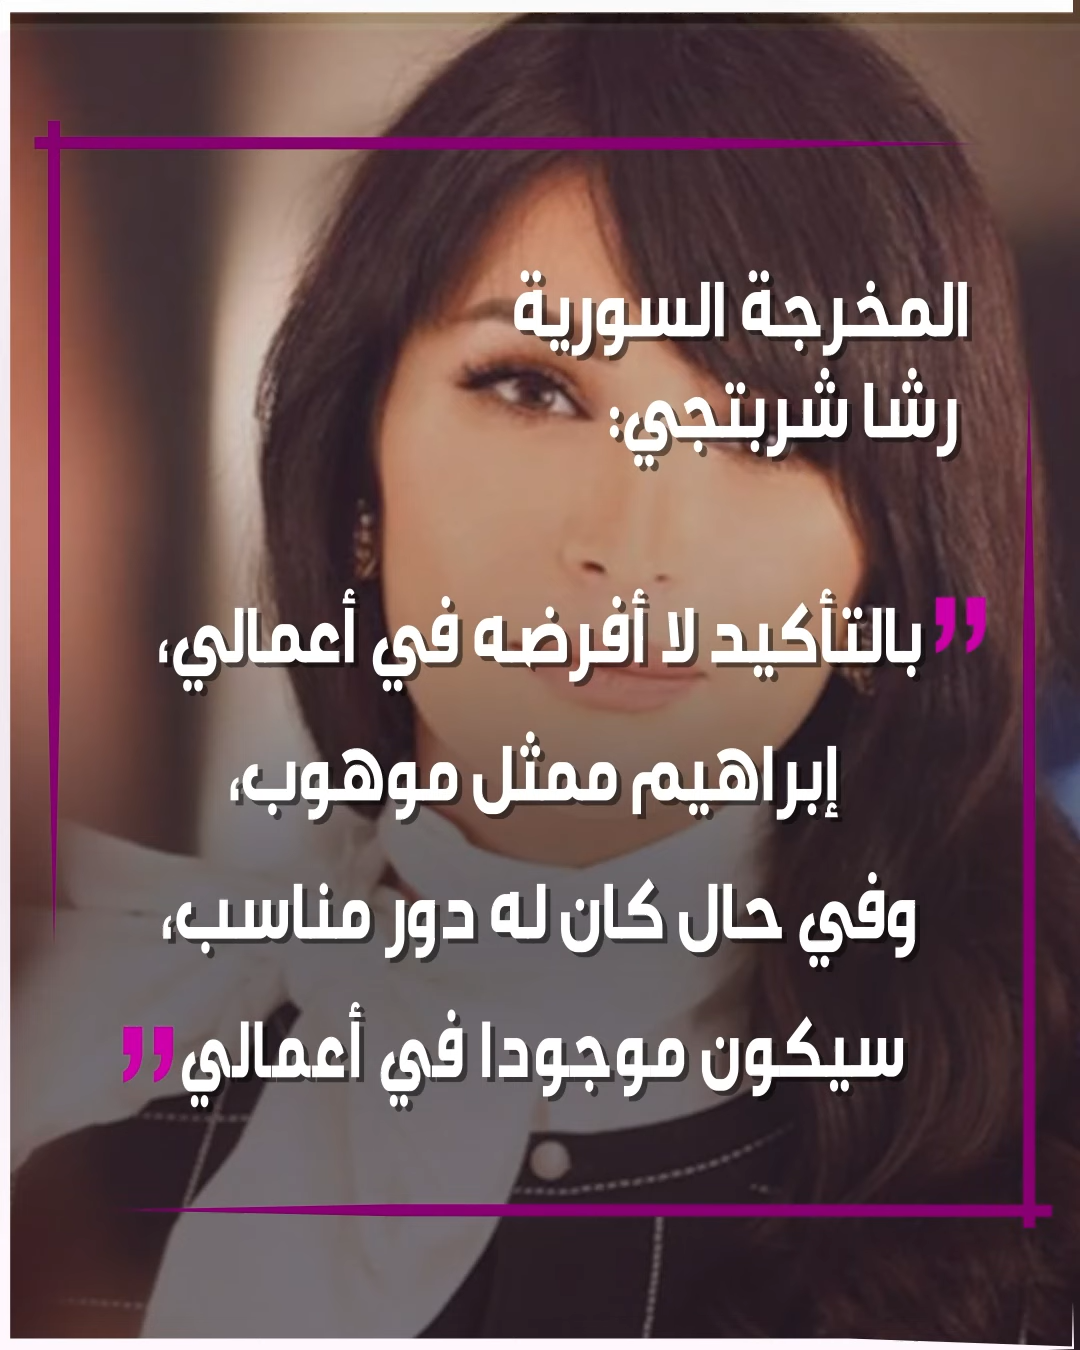 المخرجة السورية
رشا شربتجي:
”بالتأكيد لا أفرضه في أعمالي،
إبراهيم ممثل موهوب،
وفي حال كان له دور مناسب،
سيكون موجودا في أعمالي”